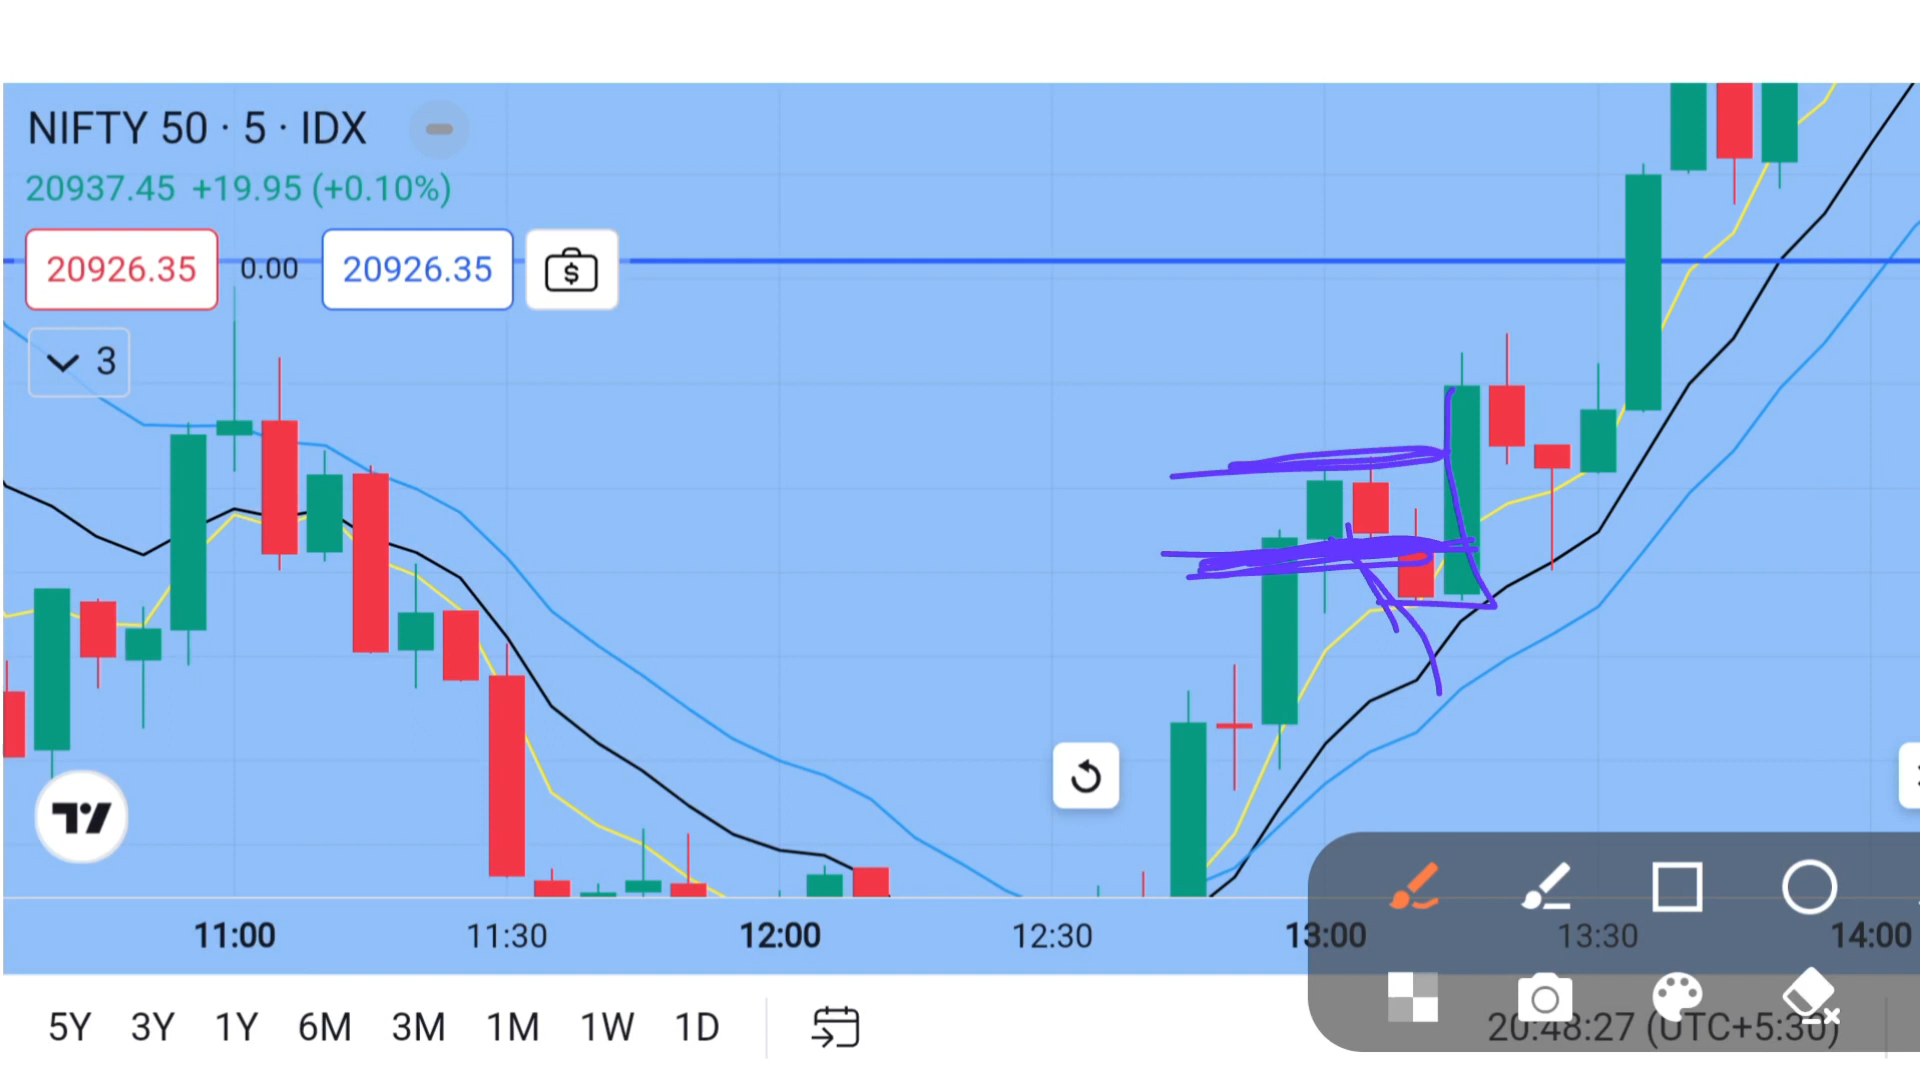 NIFTY 50 · 5 · IDX
20937.45 +19.95 (+0.10%)
20926.35 0.00 20926.35
3
11:00 11:30 12:00 12:30 13:00 13:30 14:00
5Y 3Y 1Y 6M 3M 1M 1W 1D 20:48:27 (UTC+5:30)